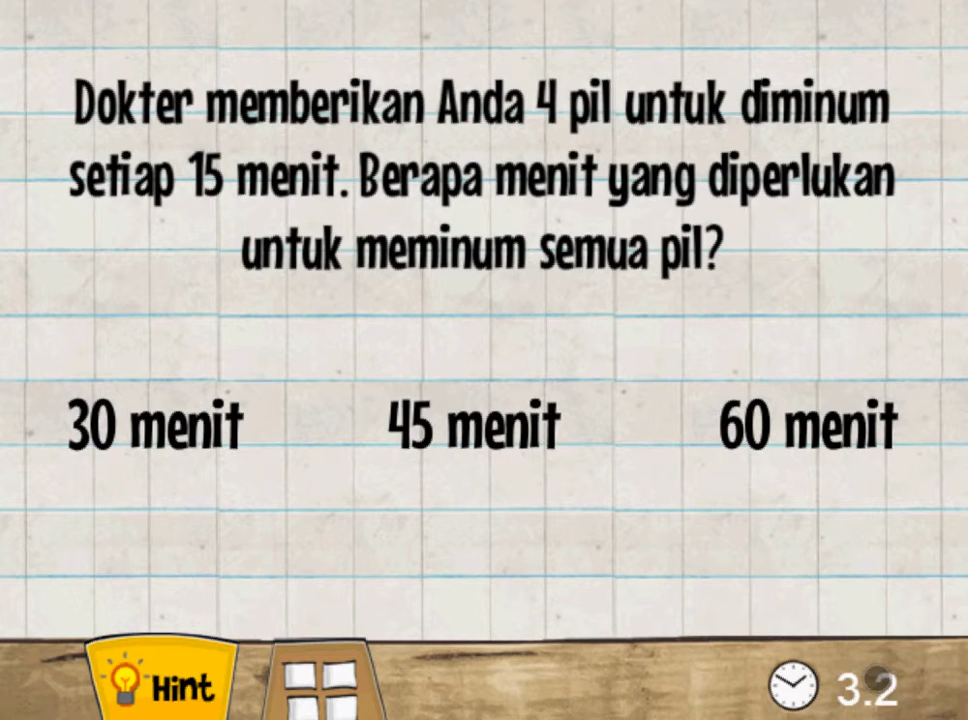 Dokter memberikan Anda 4 pil untuk diminum
setiap 15 menit. Berapa menit yang diperlukan
untuk meminum semua pil?
30 menit 45 menit 60 menit
Hint 3.2